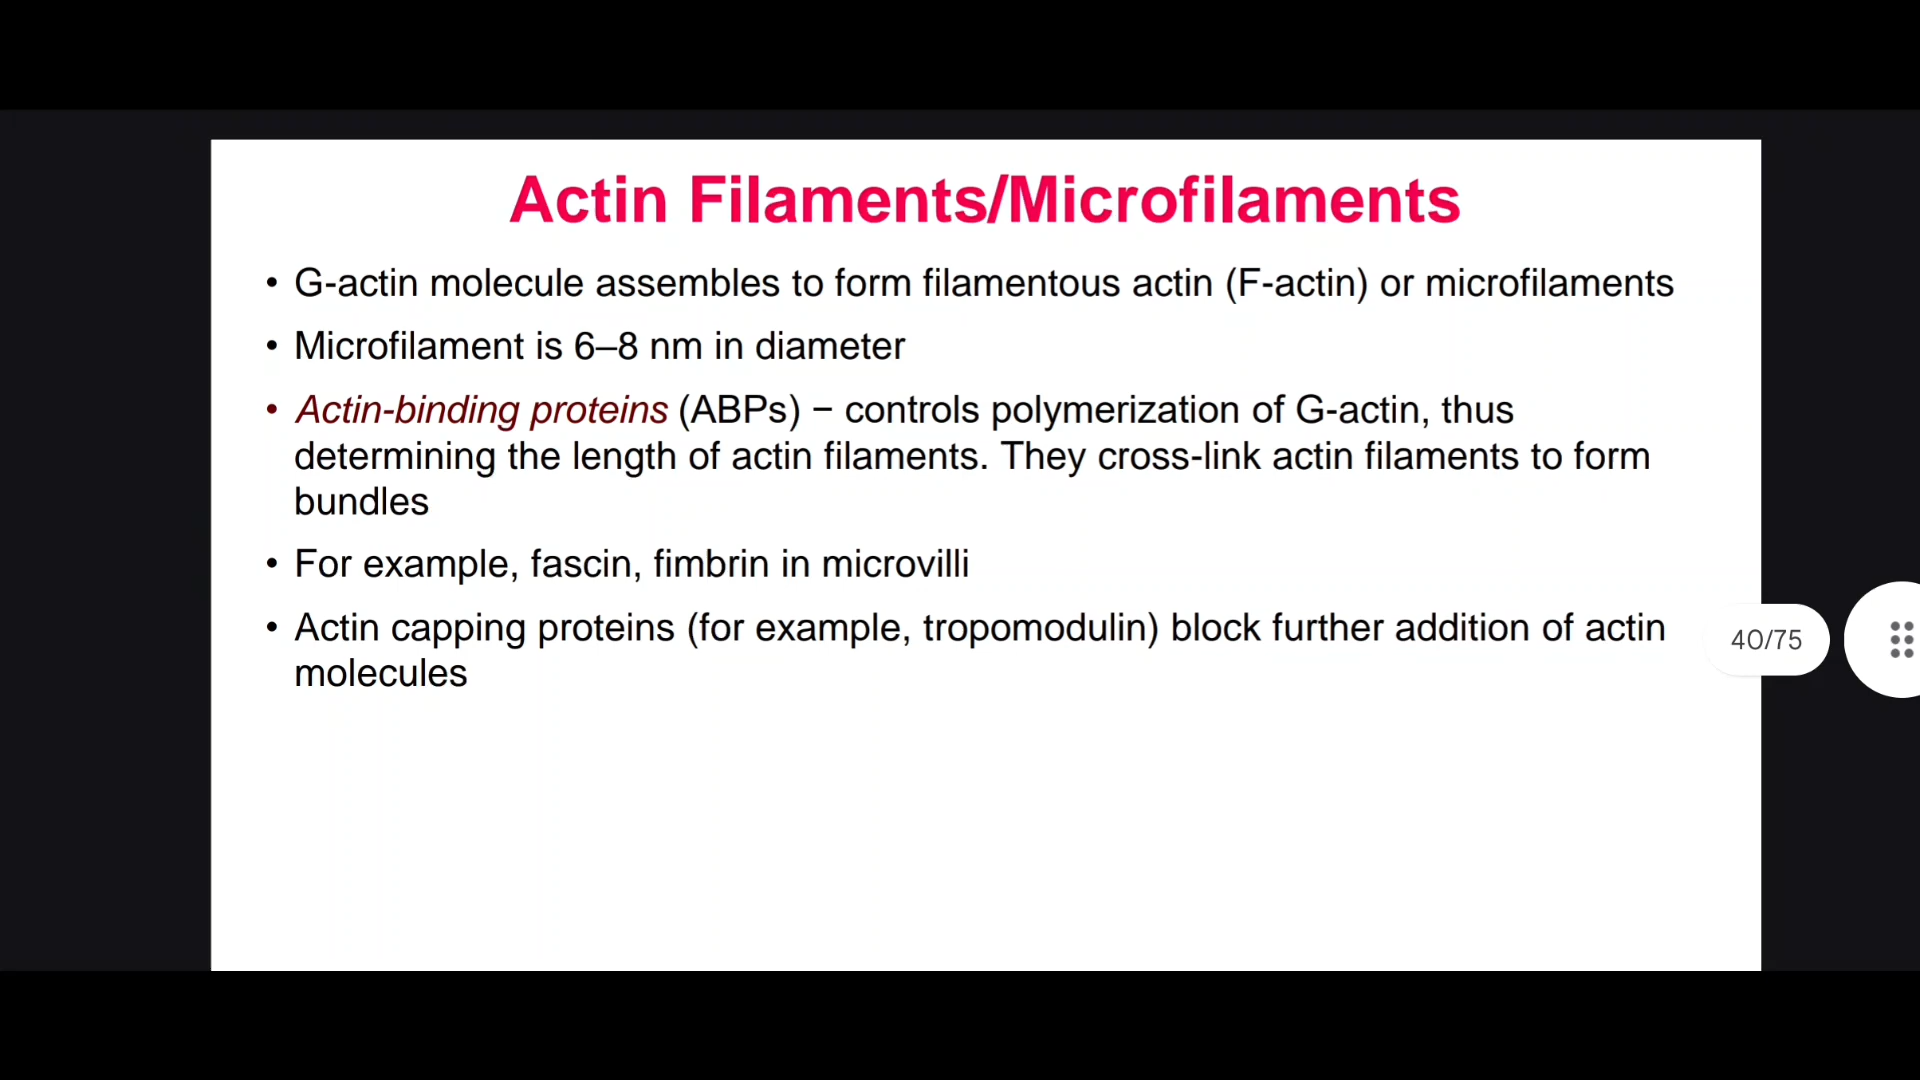 Actin Filaments/Microfilaments
• G-actin molecule assembles to form filamentous actin (F-actin) or microfilaments
• Microfilament is 6–8 nm in diameter
• Actin-binding proteins (ABPs) − controls polymerization of G-actin, thus
determining the length of actin filaments. They cross-link actin filaments to form
bundles
• For example, fascin, fimbrin in microvilli
• Actin capping proteins (for example, tropomodulin) block further addition of actin
molecules
40/75